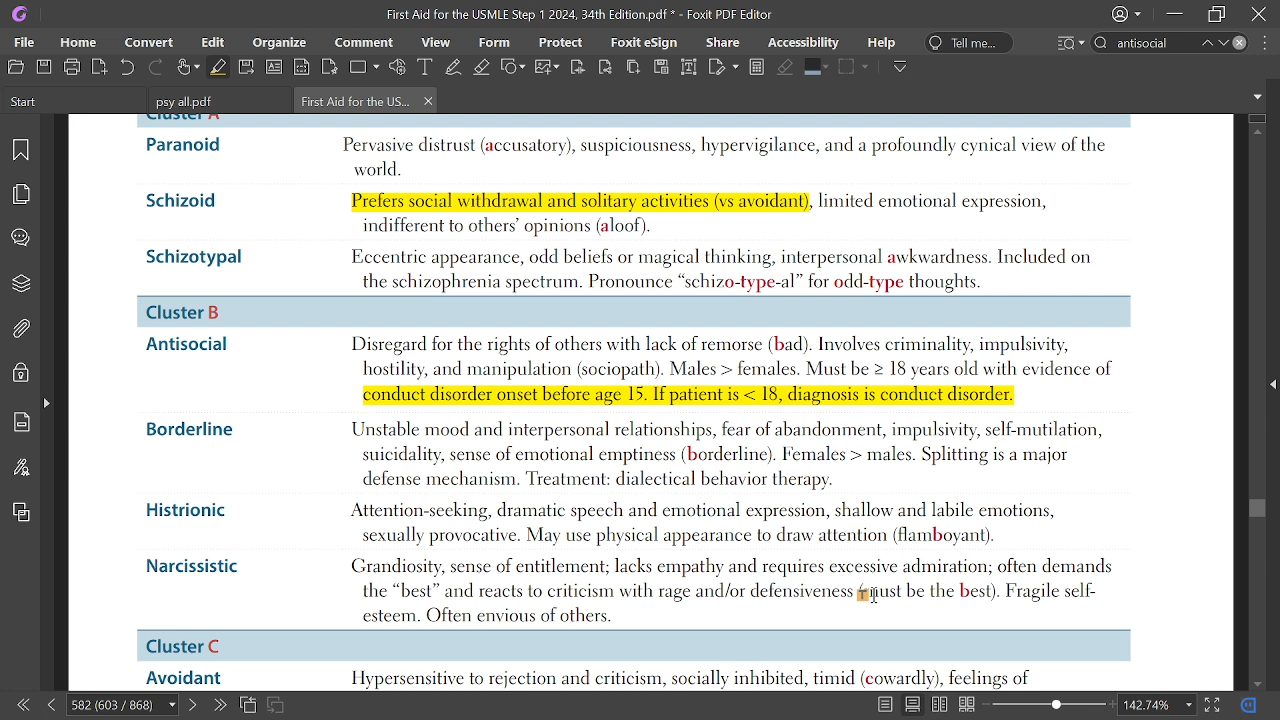 First Aid for the USMLE Step 1 2024, 34th Edition.pdf * - Foxit PDF Editor
File Home Convert Edit Organize Comment View Form Protect Foxit eSign Share Accessibility Help Tell me... antisocial
Start psy all.pdf First Aid for the US...
Cluster A
Paranoid Pervasive distrust (accusatory), suspiciousness, hypervigilance, and a profoundly cynical view of the
world.
Schizoid Prefers social withdrawal and solitary activities (vs avoidant), limited emotional expression,
indifferent to others' opinions (aloof).
Schizotypal Eccentric appearance, odd beliefs or magical thinking, interpersonal awkwardness. Included on
the schizophrenia spectrum. Pronounce “schizo-type-al” for odd-type thoughts.
Cluster B
Antisocial Disregard for the rights of others with lack of remorse (bad). Involves criminality, impulsivity,
hostility, and manipulation (sociopath). Males > females. Must be ≥ 18 years old with evidence of
conduct disorder onset before age 15. If patient is < 18, diagnosis is conduct disorder.
Borderline Unstable mood and interpersonal relationships, fear of abandonment, impulsivity, self-mutilation,
suicidality, sense of emotional emptiness (borderline). Females > males. Splitting is a major
defense mechanism. Treatment: dialectical behavior therapy.
Histrionic Attention-seeking, dramatic speech and emotional expression, shallow and labile emotions,
sexually provocative. May use physical appearance to draw attention (flamboyant).
Narcissistic Grandiosity, sense of entitlement; lacks empathy and requires excessive admiration; often demands
the “best” and reacts to criticism with rage and/or defensiveness (must be the best). Fragile self-
esteem. Often envious of others.
Cluster C
Avoidant Hypersensitive to rejection and criticism, socially inhibited, timid (cowardly), feelings of
582 (603 / 868) 142.74%